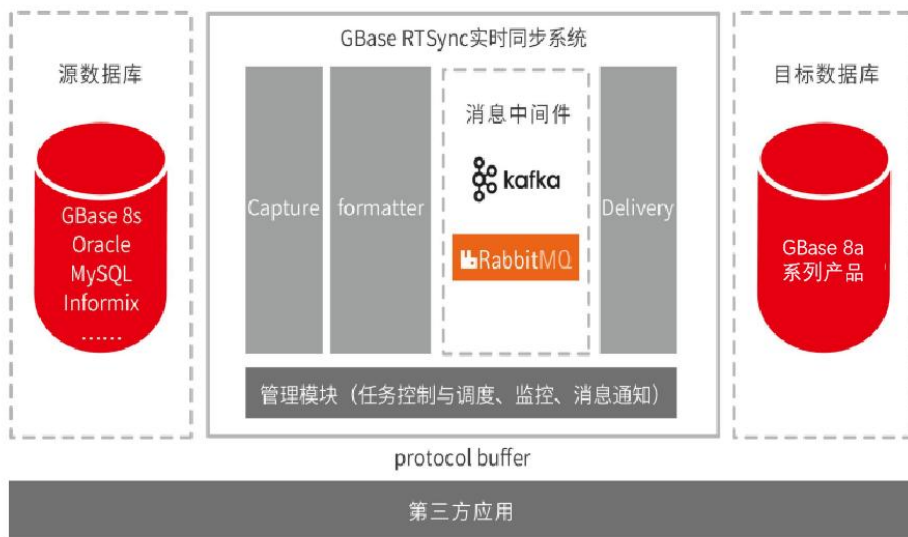 GBase RTSync实时同步系统
源数据库
GBase 8s
Oracle
MySQL
Informix
……
Capture
formatter
消息中间件
kafka
RabbitMQ
Delivery
目标数据库
GBase 8a
系列产品
管理模块（任务控制与调度、监控、消息通知）
protocol buffer
第三方应用